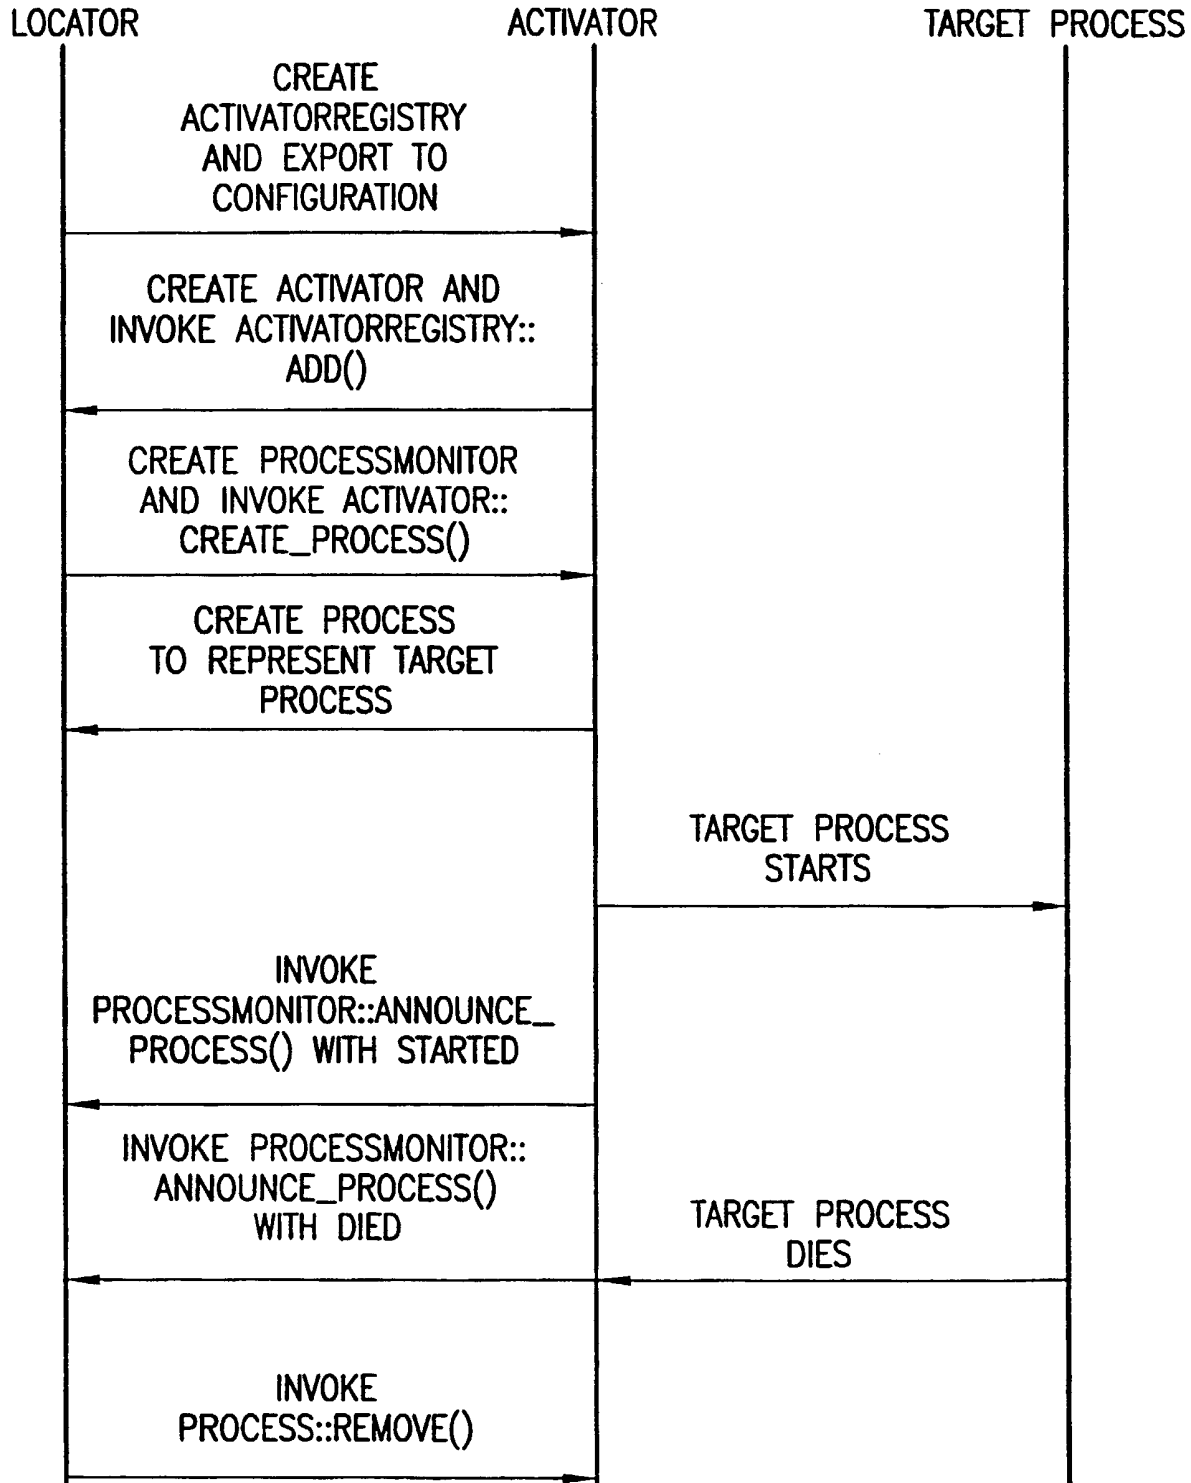 LOCATOR
ACTIVATOR
TARGET PROCESS
CREATE
ACTIVATORREGISTRY
AND EXPORT TO
CONFIGURATION
CREATE ACTIVATOR AND
INVOKE ACTIVATORREGISTRY::
ADD()
CREATE PROCESSMONITOR
AND INVOKE ACTIVATOR::
CREATE_PROCESS()
CREATE PROCESS
TO REPRESENT TARGET
PROCESS
TARGET PROCESS
STARTS
INVOKE
PROCESSMONITOR::ANNOUNCE_
PROCESS() WITH STARTED
INVOKE PROCESSMONITOR::
ANNOUNCE_PROCESS()
WITH DIED
TARGET PROCESS
DIES
INVOKE
PROCESS::REMOVE()